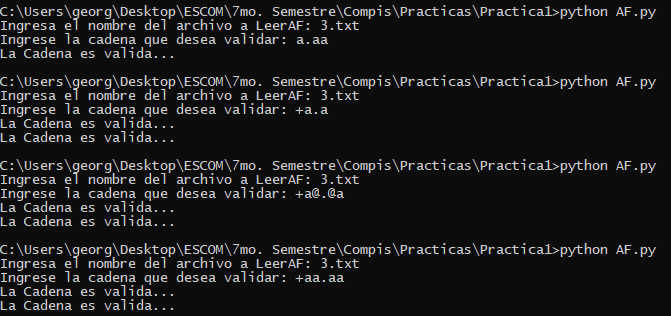 C:\Users\georg\Desktop\ESCOM\7mo. Semestre\Compis\Practicas\Practica1>python AF.py
Ingresa el nombre del archivo a LeerAF: 3.txt
Ingrese la cadena que desea validar: a.aa
La Cadena es valida...
C:\Users\georg\Desktop\ESCOM\7mo. Semestre\Compis\Practicas\Practica1>python AF.py
Ingresa el nombre del archivo a LeerAF: 3.txt
Ingrese la cadena que desea validar: +a.a
La Cadena es valida...
La Cadena es valida...
C:\Users\georg\Desktop\ESCOM\7mo. Semestre\Compis\Practicas\Practica1>python AF.py
Ingresa el nombre del archivo a LeerAF: 3.txt
Ingrese la cadena que desea validar: +a@.@a
La Cadena es valida...
La Cadena es valida...
C:\Users\georg\Desktop\ESCOM\7mo. Semestre\Compis\Practicas\Practica1>python AF.py
Ingresa el nombre del archivo a LeerAF: 3.txt
Ingrese la cadena que desea validar: +aa.aa
La Cadena es valida...
La Cadena es valida...